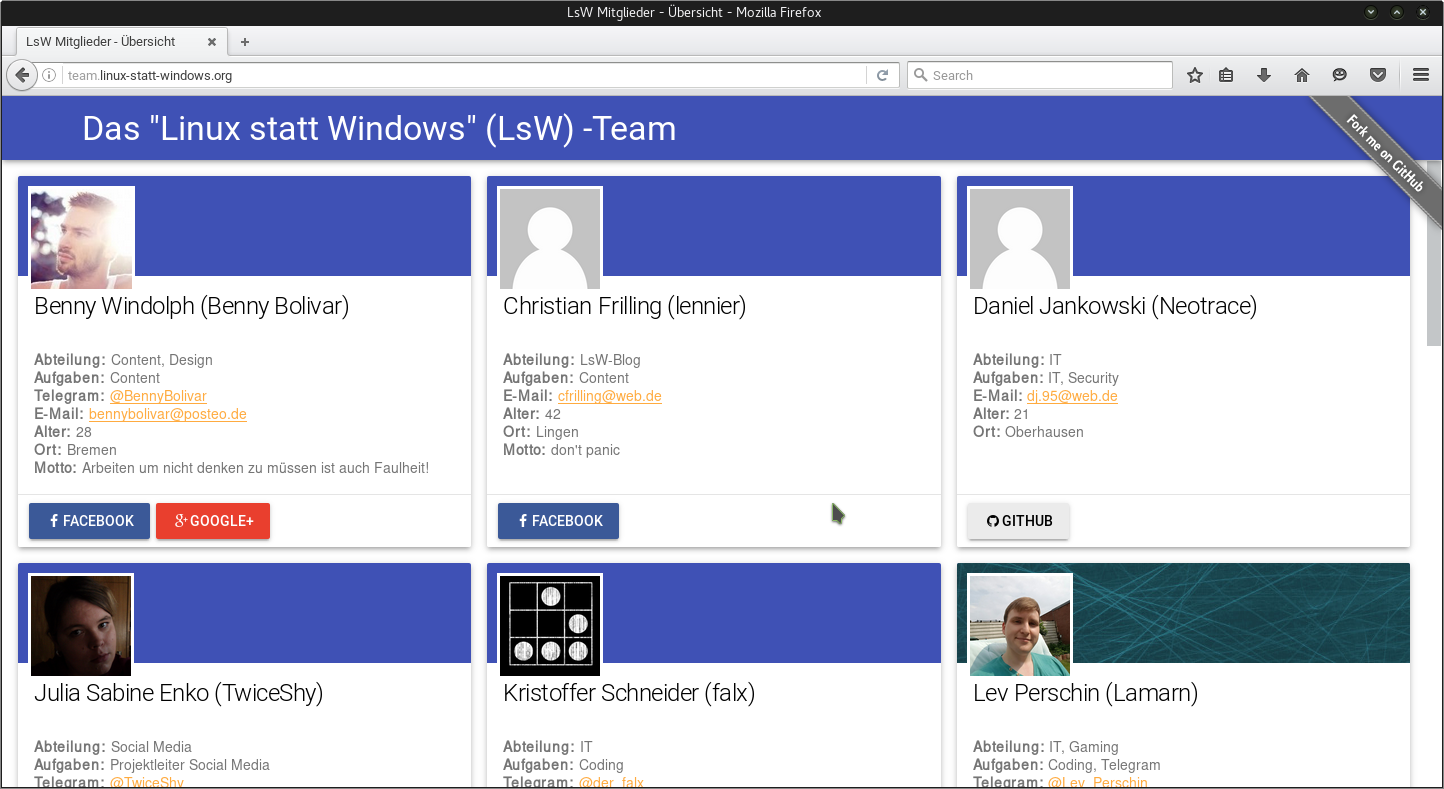 LsW Mitglieder - Übersicht - Mozilla Firefox
LsW Mitglieder - Übersicht
team.linux-statt-windows.org
Search
Das "Linux statt Windows" (LsW) -Team
Fork me on GitHub
Benny Windolph (Benny Bolivar)
Abteilung: Content, Design
Aufgaben: Content
Telegram: @BennyBolivar
E-Mail: bennybolivar@posteo.de
Alter: 28
Ort: Bremen
Motto: Arbeiten um nicht denken zu müssen ist auch Faulheit!
FACEBOOK
GOOGLE+
Christian Frilling (lennier)
Abteilung: LsW-Blog
Aufgaben: Content
E-Mail: cfrilling@web.de
Alter: 42
Ort: Lingen
Motto: don't panic
FACEBOOK
Daniel Jankowski (Neotrace)
Abteilung: IT
Aufgaben: IT, Security
E-Mail: dj.95@web.de
Alter: 21
Ort: Oberhausen
GITHUB
Julia Sabine Enko (TwiceShy)
Abteilung: Social Media
Aufgaben: Projektleiter Social Media
Telegram: @TwiceShy
Kristoffer Schneider (falx)
Abteilung: IT
Aufgaben: Coding
Telegram: @der_falx
Lev Perschin (Lamarn)
Abteilung: IT, Gaming
Aufgaben: Coding, Telegram
Telegram: @Lev_Perschin